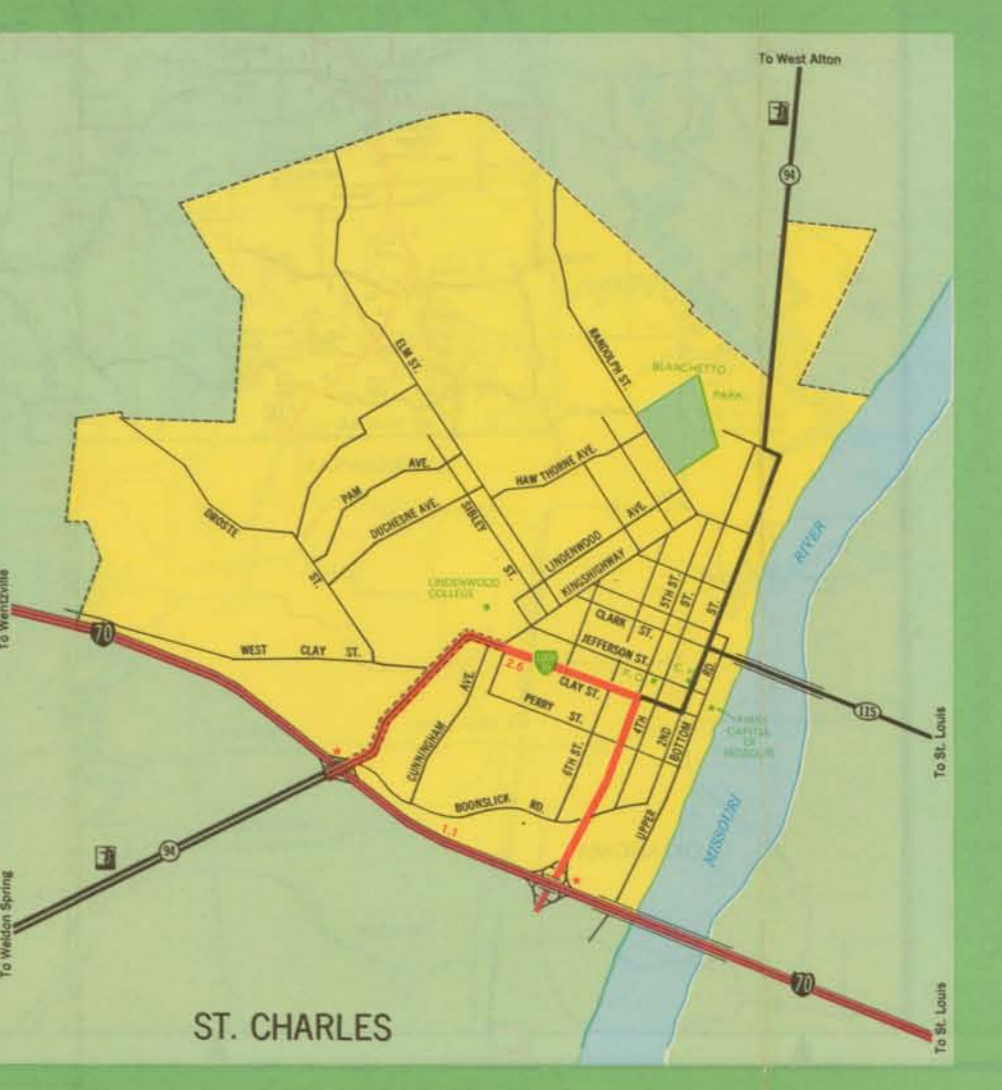 To West Alton
94
ELM ST.
RANDOLPH ST.
BLANCHETTO
PARK
PAM AVE.
HAW THORNE AVE.
DUCHESNE AVE.
SIBLEY ST.
DROSTE ST.
LINDENWOOD AVE.
KINGSHIGHWAY
LINDENWOOD
COLLEGE
5TH ST.
ST.
ST.
RIVER
CLARK ST.
JEFFERSON ST.
To Wentzville
70
WEST CLAY ST.
2.6
CLAY ST.
P.O.
C.H.
RD.
PERRY ST.
CUNNINGHAM AVE.
4TH
2ND
BOTTOM
FIRST
CAPITOL
OF
MISSOURI
115
To St. Louis
6TH ST.
BOONSLICK RD.
UPPER
MISSOURI
1.1
94
To Weldon Spring
70
To St. Louis
ST. CHARLES